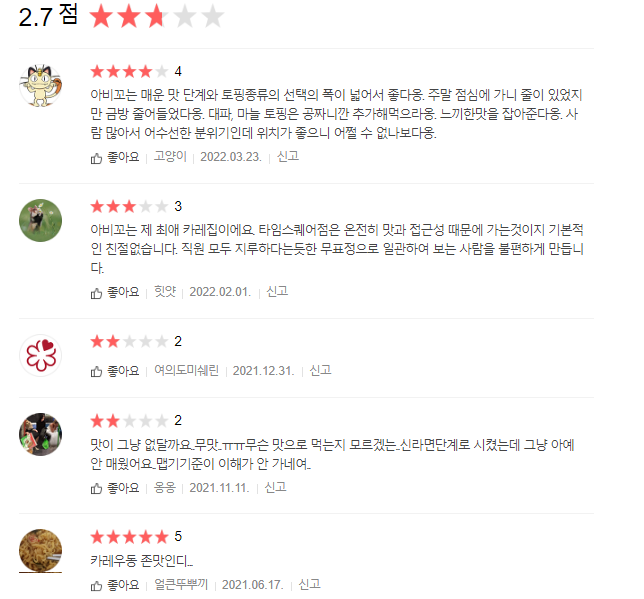 2.7 점
4
아비꼬는 매운 맛 단계와 토핑종류의 선택의 폭이 넓어서 좋다옹. 주말 점심에 가니 줄이 있었지
만 금방 줄어들었다옹. 대파, 마늘 토핑은 공짜니깐 추가해먹으라옹. 느끼한맛을 잡아준다옹. 사
람 많아서 어수선한 분위기인데 위치가 좋으니 어쩔 수 없나보다옹.
좋아요 고양이 2022.03.23. 신고
3
아비꼬는 제 최애 카레집이에요. 타임스퀘어점은 온전히 맛과 접근성 때문에 가는것이지 기본적
인 친절없습니다. 직원 모두 지루하다는듯한 무표정으로 일관하여 보는 사람을 불편하게 만듭니
다.
좋아요 힛얏 2022.02.01. 신고
2
좋아요 여의도미쉐린 2021.12.31. 신고
2
맛이 그냥 없달까요..무맛..ㅠㅠ무슨 맛으로 먹는지 모르겠는..신라면단계로 시켰는데 그냥 아예
안 매웠어요..맵기기준이 이해가 안 가네여..
좋아요 옹옹 2021.11.11. 신고
5
카레우동 존맛인디...
좋아요 얼큰뚜뿌끼 2021.06.17. 신고